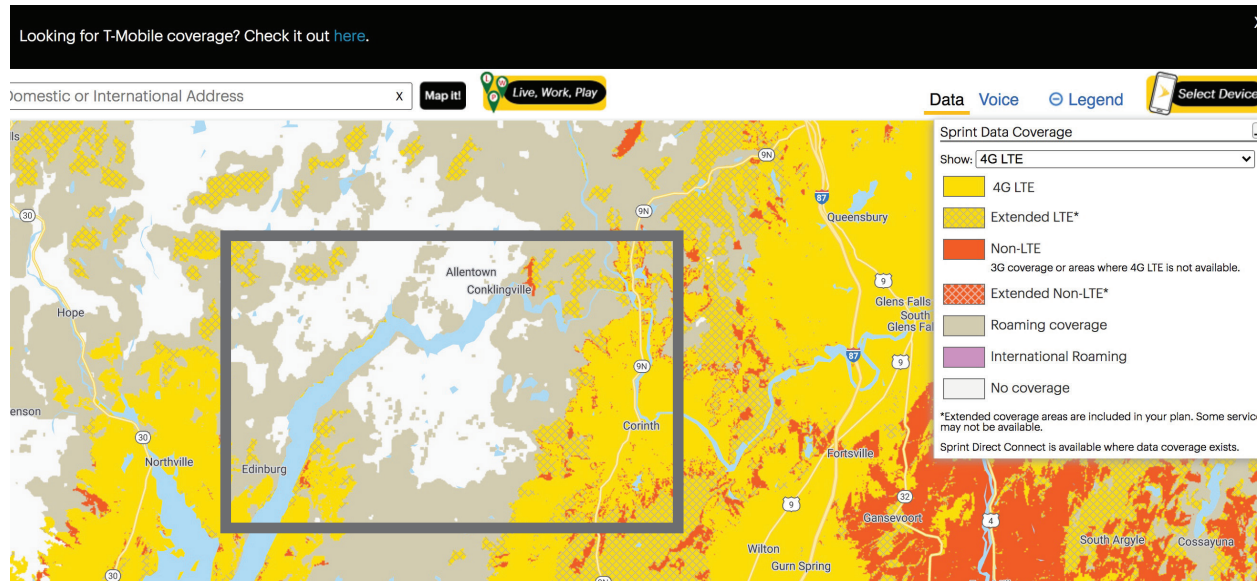 Looking for T-Mobile coverage? Check it out here.
Domestic or International Address X Map it! L W P Live, Work, Play
Data Voice Legend Select Device
Sprint Data Coverage
Show: 4G LTE
4G LTE
Extended LTE*
Non-LTE
3G coverage or areas where 4G LTE is not available.
Extended Non-LTE*
Roaming coverage
International Roaming
No coverage
*Extended coverage areas are included in your plan. Some servic
may not be available.
Sprint Direct Connect is available where data coverage exists.
ls
9N
30
87
9N
Queensbury
Allentown
Conklingville
9
Glens Falls
South
Glens Fal
Hope
87
9
9N
enson
Corinth
30
Northville
Edinburg
Fortsville
32
9
Gansevoort
4
South Argyle
Cossayuna
Wilton
Gurn Spring
30
9N